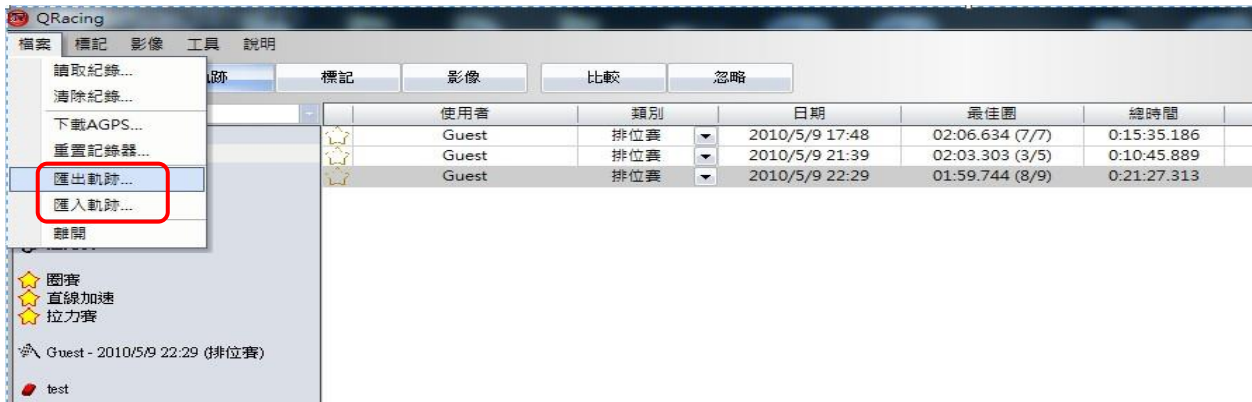 QRacing
檔案 標記 影像 工具 說明
讀取紀錄...
清除紀錄...
下載AGPS...
重置記錄器...
匯出軌跡...
匯入軌跡...
離開
跡 標記 影像 比較 忽略
使用者 類別 日期 最佳圈 總時間
Guest 排位賽 2010/5/9 17:48 02:06.634 (7/7) 0:15:35.186
Guest 排位賽 2010/5/9 21:39 02:03.303 (3/5) 0:10:45.889
Guest 排位賽 2010/5/9 22:29 01:59.744 (8/9) 0:21:27.313
圈賽
直線加速
拉力賽
Guest - 2010/5/9 22:29 (排位賽)
test